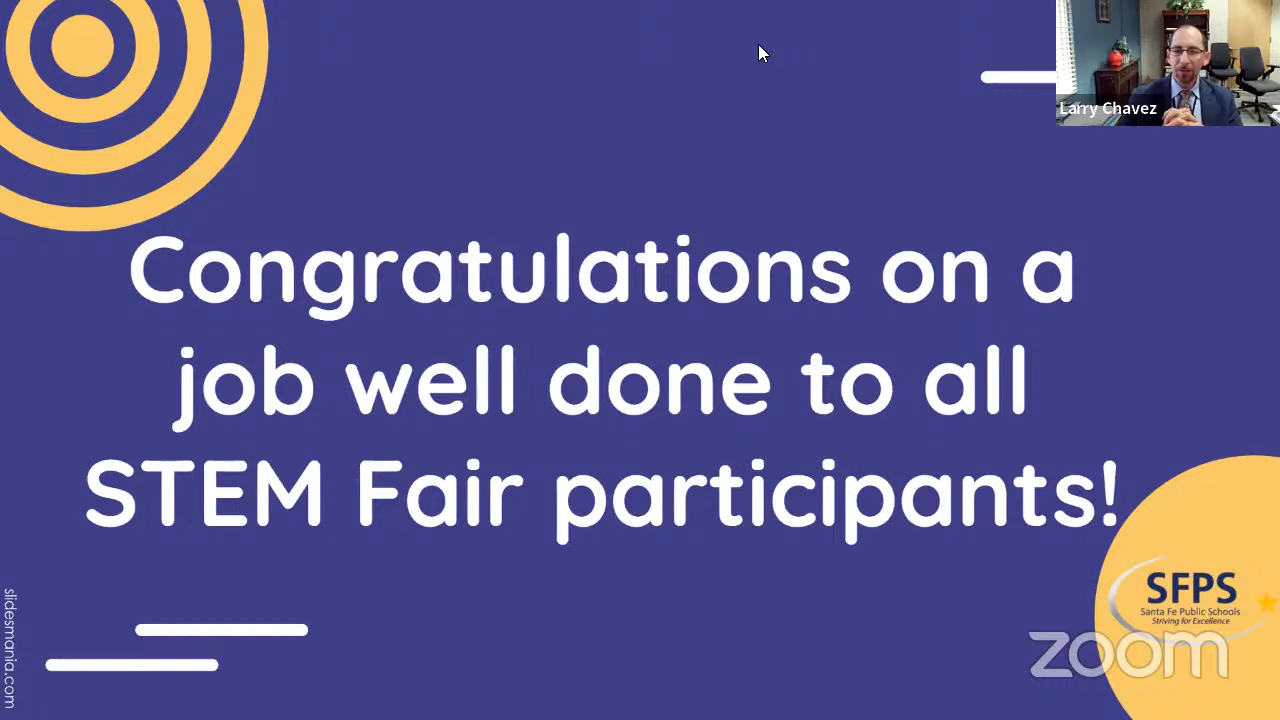 Larry Chavez
Congratulations on a
job well done to all
STEM Fair participants!
SFPS
Santa Fe Public Schools
Striving for Excellence
zoom
slidesmania.com